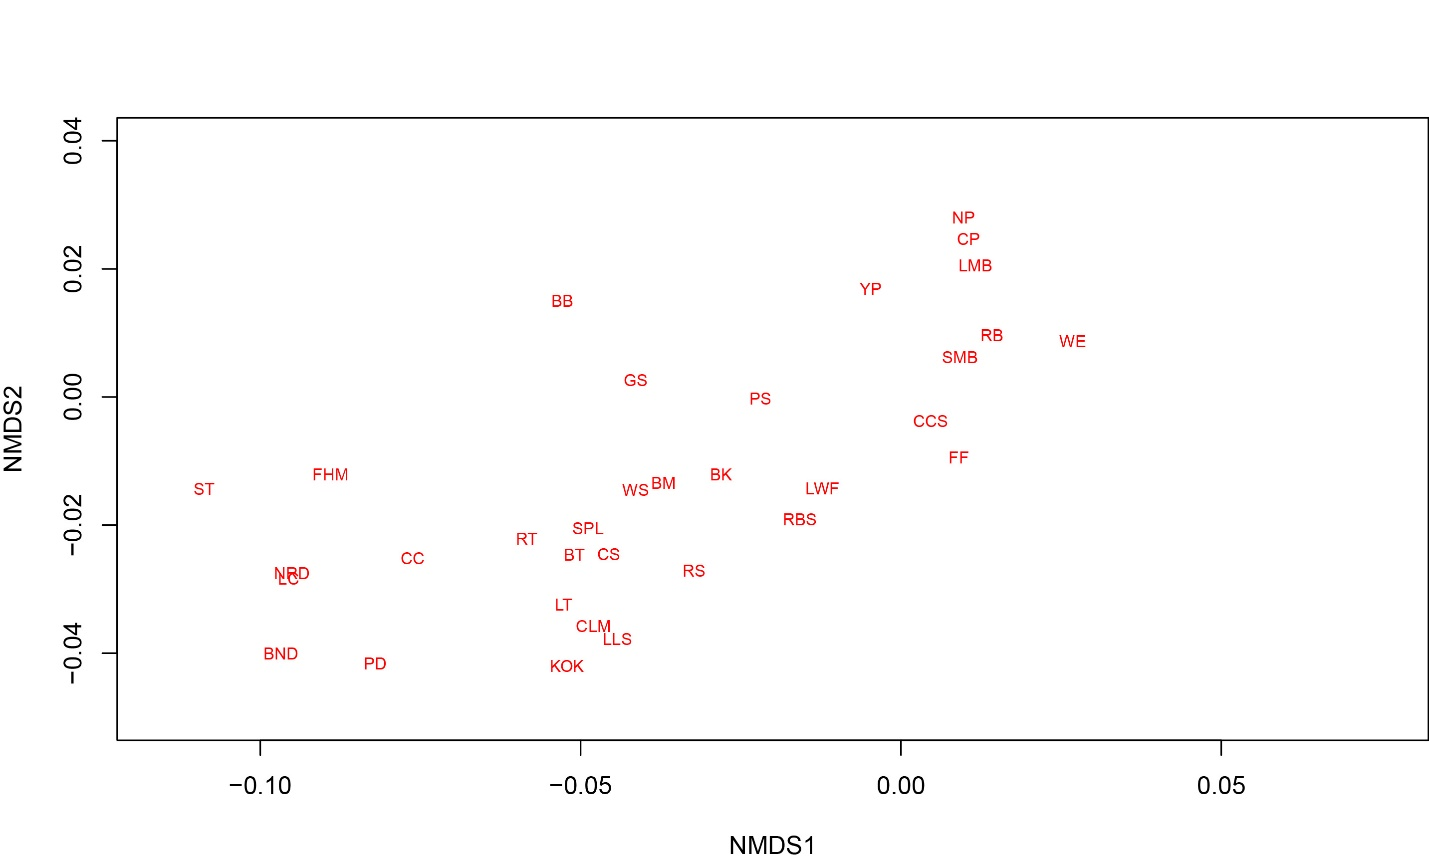 0.04
NP
CP
LMB
0.02
YP
BB
RB
WE
SMB
GS
0.00
PS
NMDS2
CCS
FF
FHM
BK
BM
ST
WS
LWF
RBS
−0.02
SPL
RT
BT
CS
CC
RS
NRD
LC
LT
CLM
LLS
−0.04
BND
PD
KOK
−0.10 −0.05 0.00 0.05
NMDS1